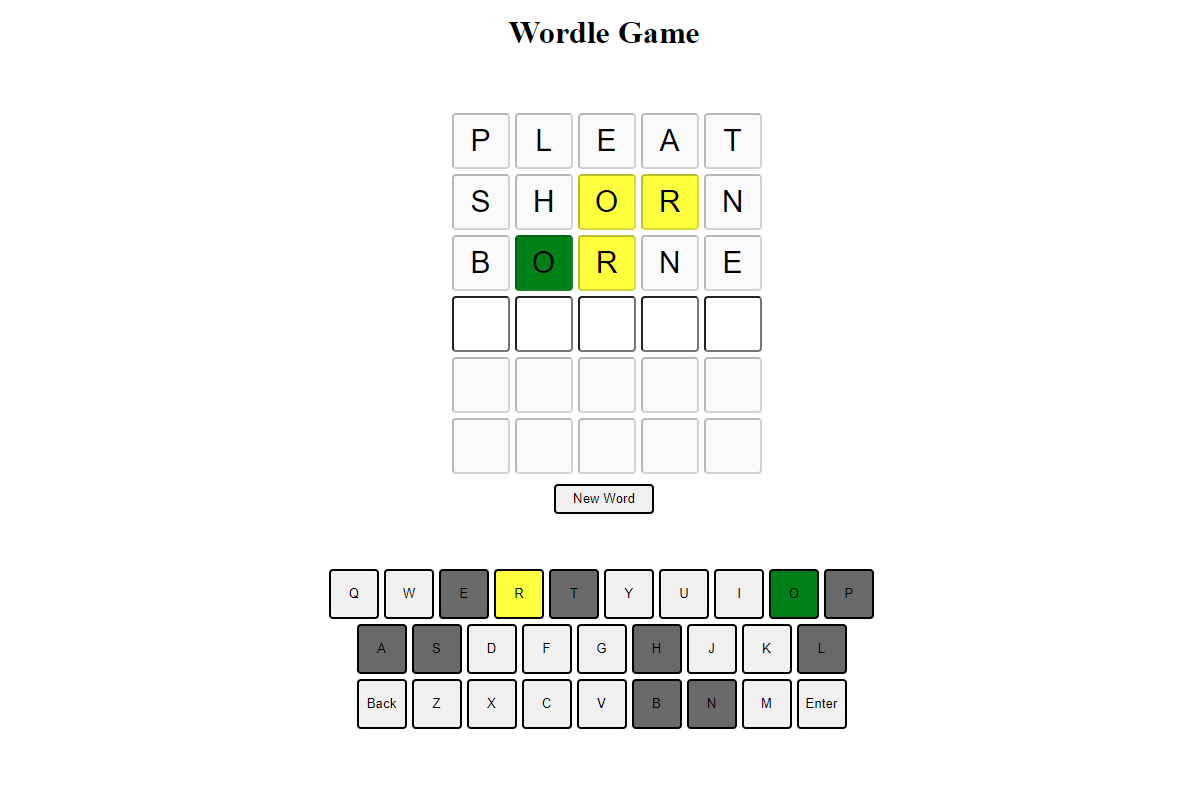 Wordle Game
P L E A T
S H O R N
B O R N E
New Word
Q W E R T Y U I O P
A S D F G H J K L
Back Z X C V B N M Enter